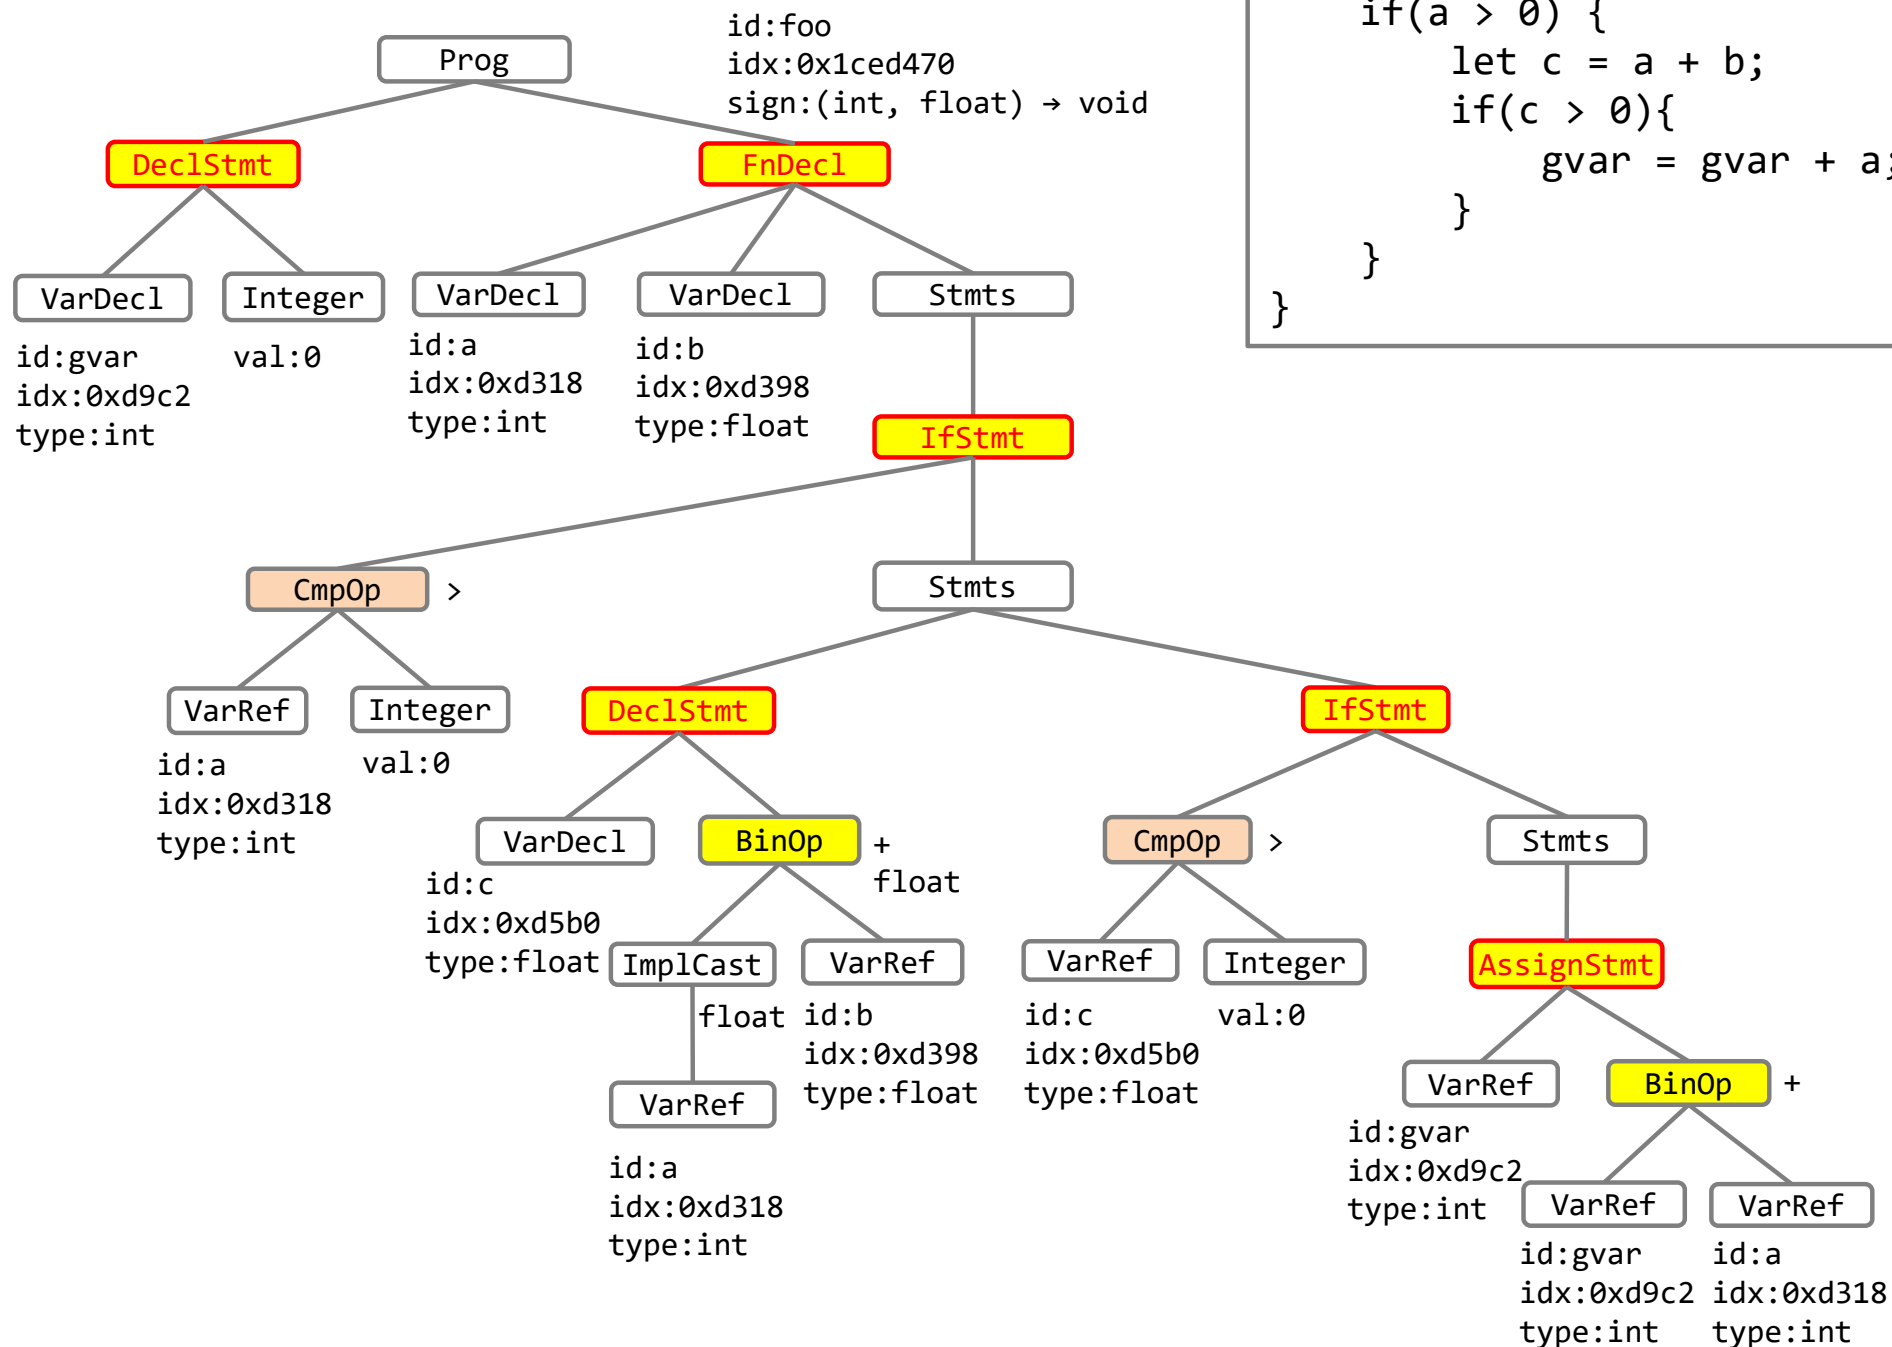 if(a > 0) {
let c = a + b;
if(c > 0){
gvar = gvar + a;
}
}
}
id:foo
idx:0x1ced470
sign:(int, float) → void
Prog
DeclStmt
FnDecl
VarDecl
Integer
VarDecl
VarDecl
Stmts
id:gvar
idx:0xd9c2
type:int
val:0
id:a
idx:0xd318
type:int
id:b
idx:0xd398
type:float
IfStmt
CmpOp >
Stmts
VarRef
Integer
DeclStmt
IfStmt
id:a
idx:0xd318
type:int
val:0
VarDecl
BinOp +
float
CmpOp >
Stmts
id:c
idx:0xd5b0
type:float
ImplCast
float
VarRef
VarRef
Integer
AssignStmt
id:b
idx:0xd398
type:float
id:c
idx:0xd5b0
type:float
val:0
VarRef
id:a
idx:0xd318
type:int
VarRef
BinOp +
id:gvar
idx:0xd9c2
type:int
VarRef
VarRef
id:gvar
idx:0xd9c2
type:int
id:a
idx:0xd318
type:int